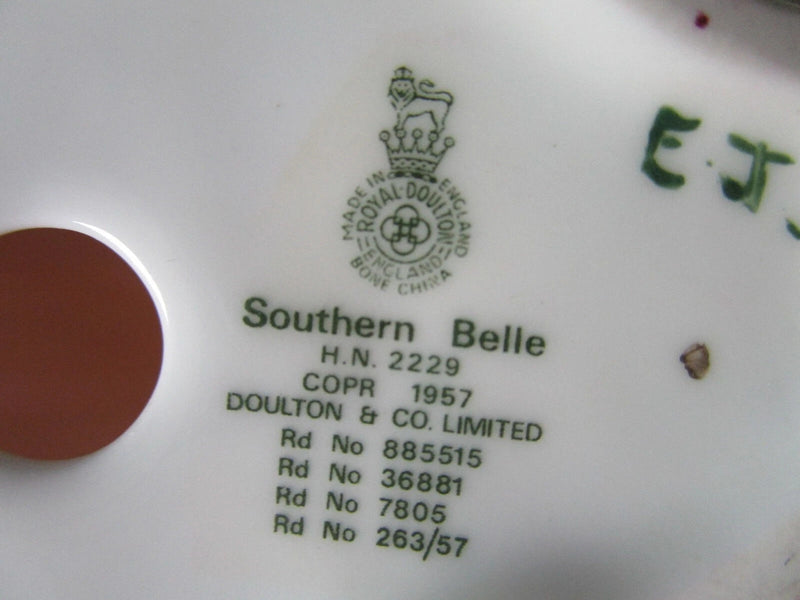 MADE IN ENGLAND
ROYAL·DOULTON
ENGLAND
BONE CHINA
Southern Belle
H.N. 2229
COPR 1957
DOULTON & CO. LIMITED
Rd No 885515
Rd No 36881
Rd No 7805
Rd No 263/57
E.J.